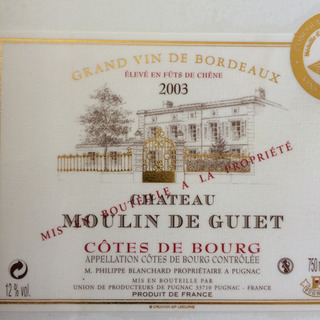 GRAND VIN DE BORDEAUX
ÉLEVÉ EN FÛTS DE CHÊNE
2003
MIS EN BOUTEILLE A LA PROPRIÉTÉ
CHÂTEAU
MOULIN DE GUIET
CÔTES DE BOURG
APPELLATION CÔTES DE BOURG CONTRÔLÉE
M. PHILIPPE BLANCHARD PROPRIÉTAIRE A PUGNAC
MIS EN BOUTEILLE PAR
12 % vol.
UNION DE PRODUCTEURS DE PUGNAC 33710 PUGNAC - FRANCE
750
PRODUIT DE FRANCE